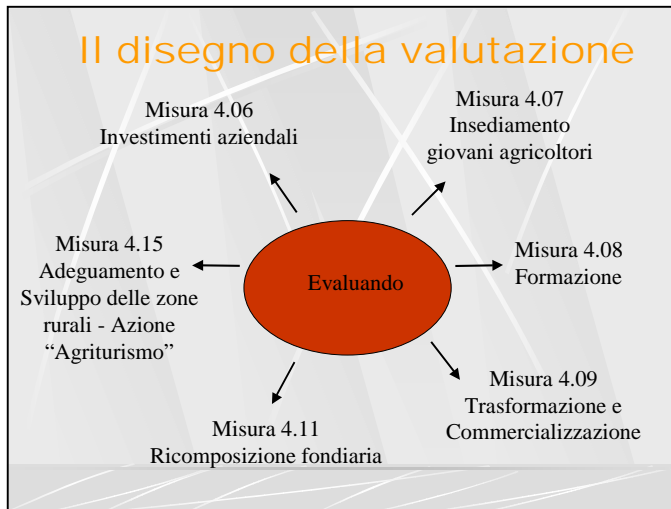 Il disegno della valutazione
Misura 4.06
Investimenti aziendali
Misura 4.07
Insediamento
giovani agricoltori
Misura 4.15
Adeguamento e
Sviluppo delle zone
rurali - Azione
“Agriturismo”
Evaluando
Misura 4.08
Formazione
Misura 4.11
Ricomposizione fondiaria
Misura 4.09
Trasformazione e
Commercializzazione